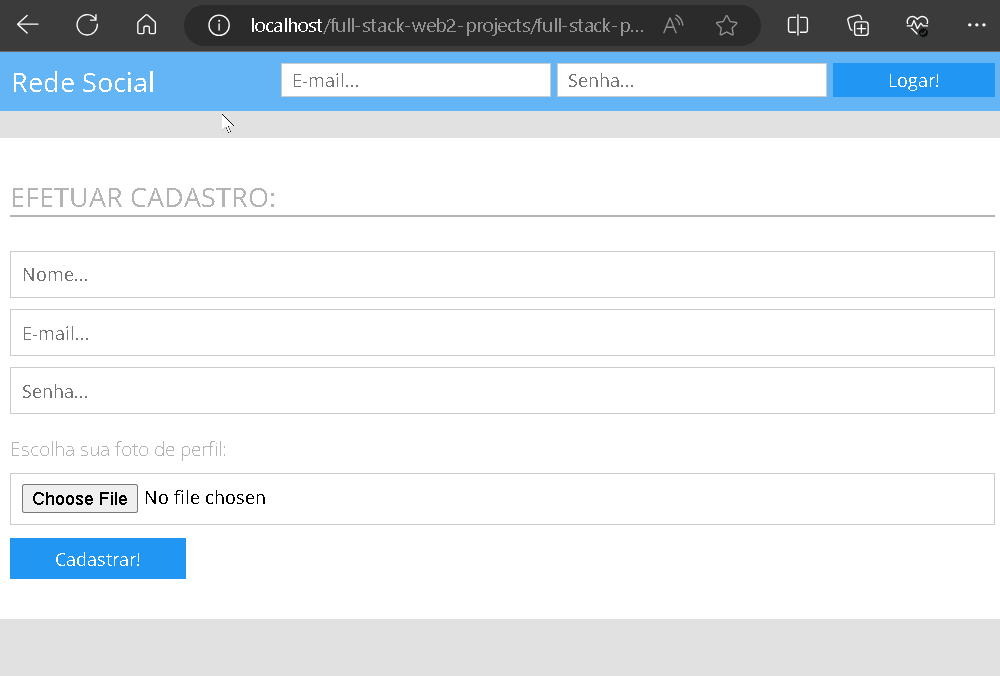 localhost/full-stack-web2-projects/full-stack-p...
Rede Social E-mail... Senha... Logar!
EFETUAR CADASTRO:
Nome...
E-mail...
Senha...
Escolha sua foto de perfil:
Choose File No file chosen
Cadastrar!